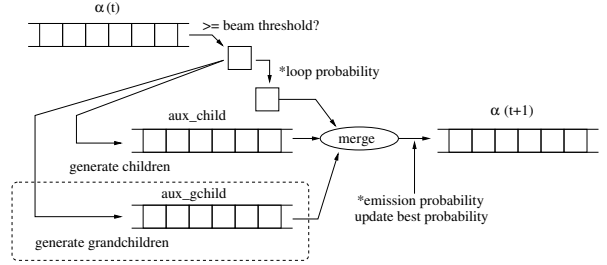 α (t)
>= beam threshold?
*loop probability
aux_child
α (t+1)
merge
generate children
aux_gchild
*emission probability
update best probability
generate grandchildren